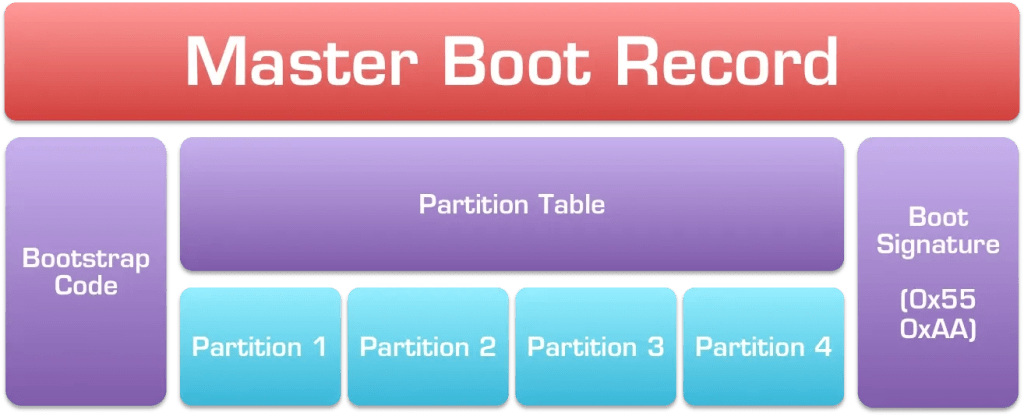 Master Boot Record
Bootstrap
Code
Partition Table
Partition 1
Partition 2
Partition 3
Partition 4
Boot
Signature
(0x55
0xAA)